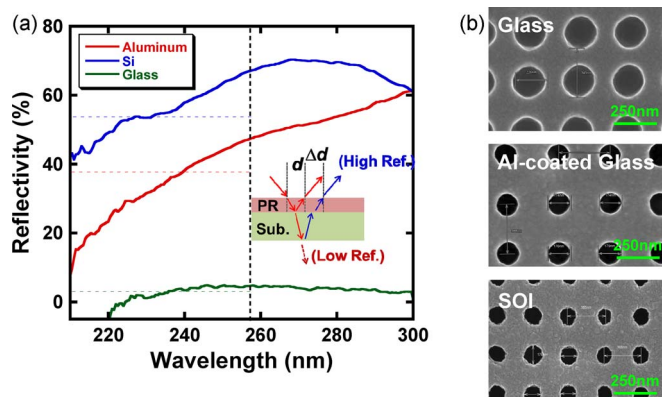 (a)
80
60
40
20
0
Reflectivity (%)
Aluminum
Si
Glass
d Δd
(High Ref.)
PR
Sub.
(Low Ref.)
220 240 260 280 300
Wavelength (nm)
(b)
Glass
250nm
Al-coated Glass
250nm
SOI
250nm